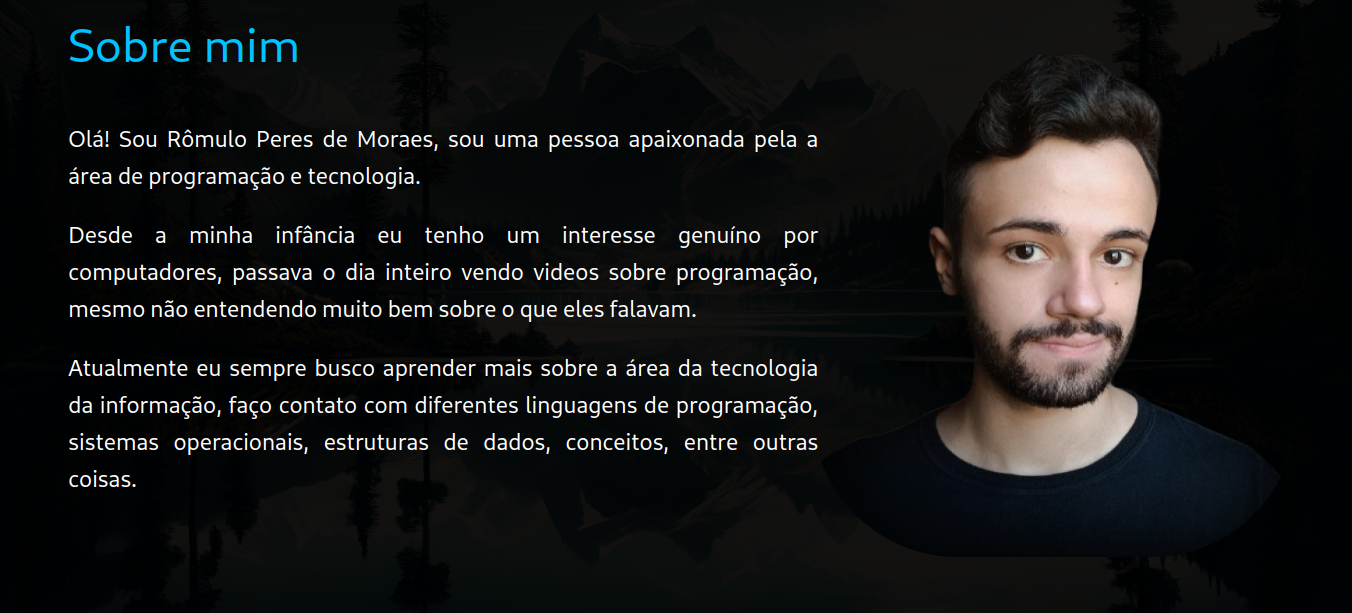 Sobre mim
Olá! Sou Rômulo Peres de Moraes, sou uma pessoa apaixonada pela a
área de programação e tecnologia.
Desde a minha infância eu tenho um interesse genuíno por
computadores, passava o dia inteiro vendo videos sobre programação,
mesmo não entendendo muito bem sobre o que eles falavam.
Atualmente eu sempre busco aprender mais sobre a área da tecnologia
da informação, faço contato com diferentes linguagens de programação,
sistemas operacionais, estruturas de dados, conceitos, entre outras
coisas.